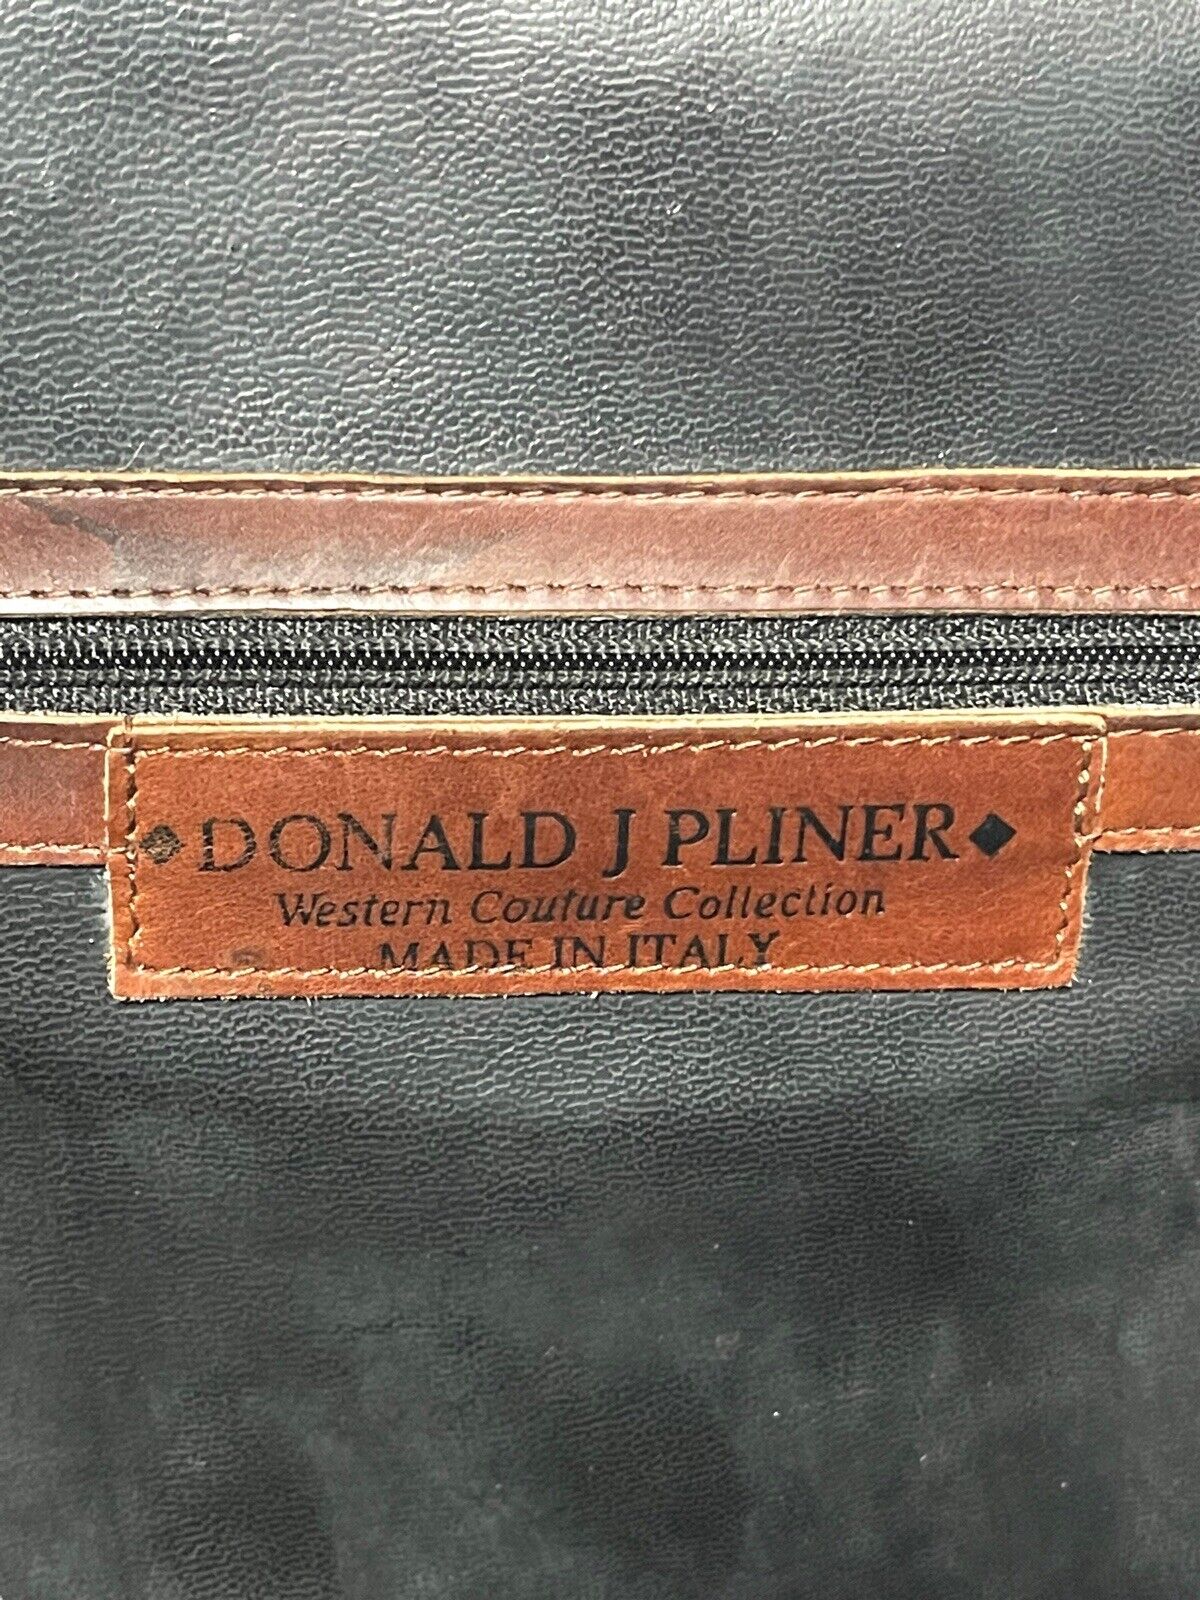 ◆DONALD J PLINER◆
Western Couture Collection
MADE IN ITALY